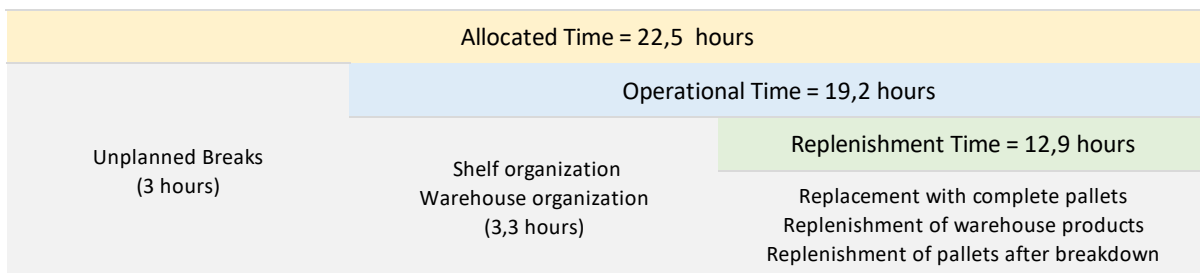 Allocated Time = 22,5 hours
Operational Time = 19,2 hours
Replenishment Time = 12,9 hours
Unplanned Breaks
(3 hours)
Shelf organization
Warehouse organization
(3,3 hours)
Replacement with complete pallets
Replenishment of warehouse products
Replenishment of pallets after breakdown